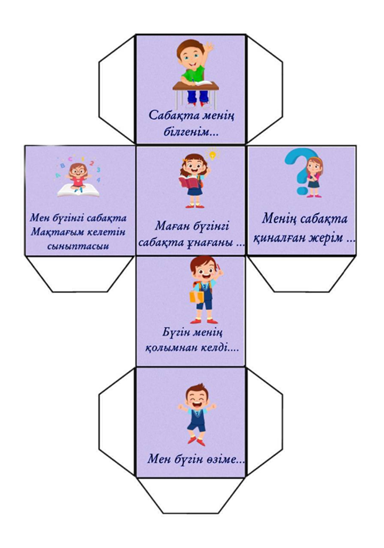 Сабақта менің
білгенім...
Мен бүгінгі сабақта
Мақтағым келетін
сыныптасыи
Маған бүгінгі
сабақта ұнағаны ...
Менің сабақта
қиналған жерім ...
Бүгін менің
қолымнан келді....
Мен бүгін өзіме...